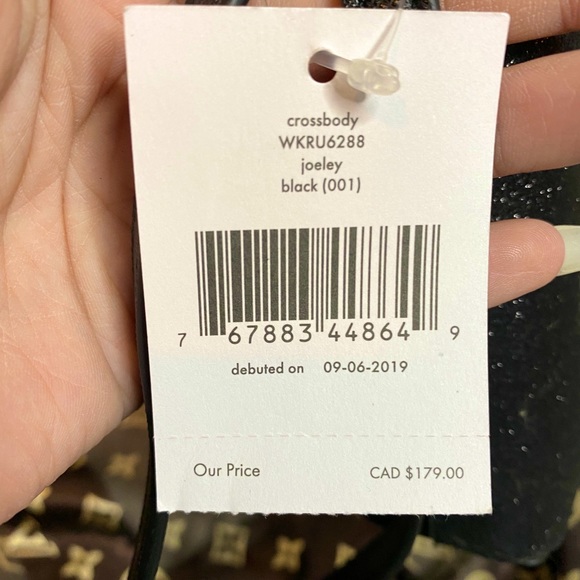 crossbody
WKRU6288
joeley
black (001)
7 67883 44864 9
debuted on 09-06-2019
Our Price CAD $179.00